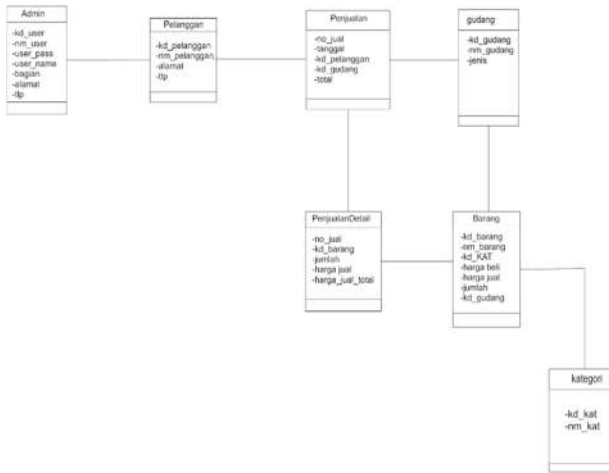 Admin
-kd_user
-nm_user
-user_pass
-user_name
-bagian
-alamat
-tlp
Pelanggan
-kd_pelanggan
-nm_pelanggan
-alamat
-tlp
Penjualan
-no_jual
-tanggal
-kd_pelanggan
-kd_gudang
-total
gudang
-kd_gudang
-nm_gudang
-jenis
PenjualanDetail
-no_jual
-kd_barang
-jumlah
-harga jual
-harga_jual_total
Barang
-kd_barang
-nm_barang
-kd_KAT
-harga beli
-harga jual
-jumlah
-kd_gudang
kategori
-kd_kat
-nm_kat